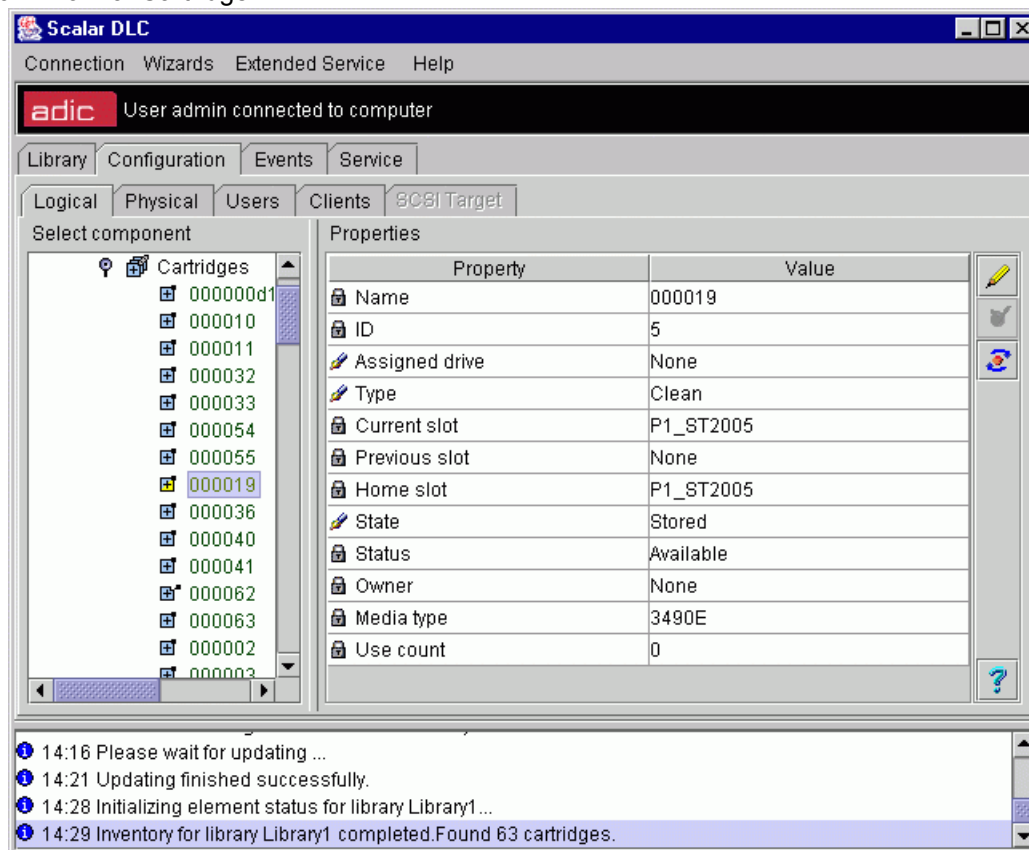 Scalar DLC
Connection Wizards Extended Service Help
adic User admin connected to computer
Library Configuration Events Service
Logical Physical Users Clients SCSI Target
Select component
Cartridges
000000d1
000010
000011
000032
000033
000054
000055
000019
000036
000040
000041
000062
000063
000002
000003
Properties
Property Value
Name 000019
ID 5
Assigned drive None
Type Clean
Current slot P1_ST2005
Previous slot None
Home slot P1_ST2005
State Stored
Status Available
Owner None
Media type 3490E
Use count 0
14:16 Please wait for updating ...
14:21 Updating finished successfully.
14:28 Initializing element status for library Library1...
14:29 Inventory for library Library1 completed.Found 63 cartridges.